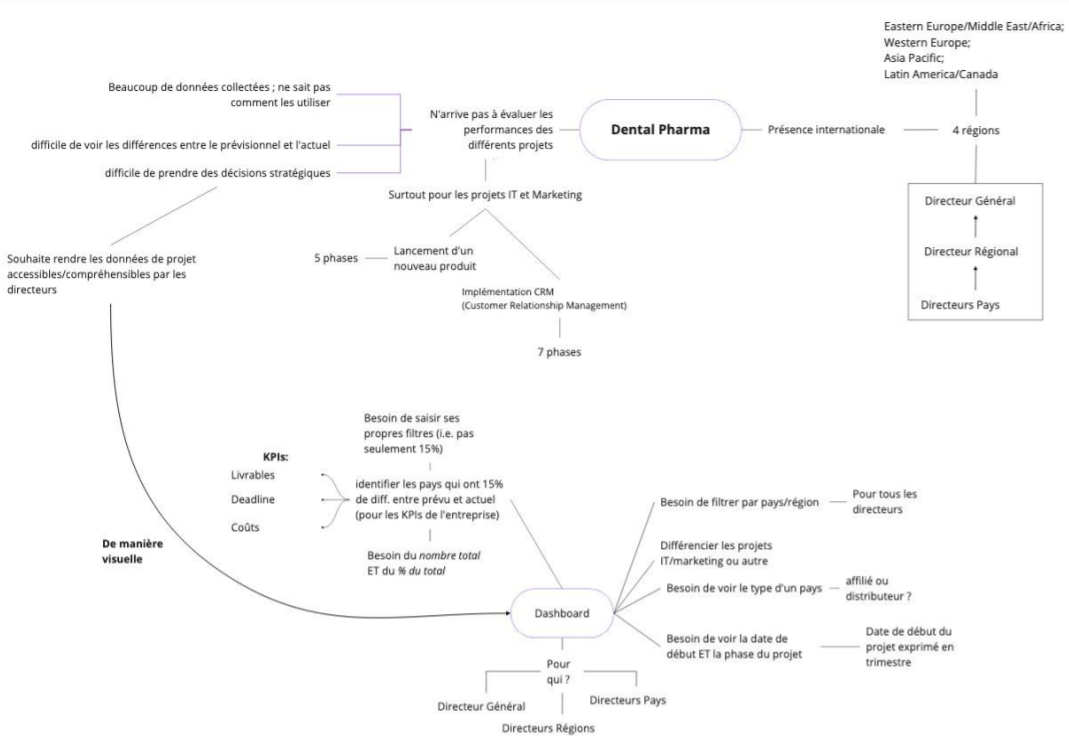 Eastern Europe/Middle East/Africa;
Western Europe;
Asia Pacific;
Latin America/Canada
Beaucoup de données collectées ; ne sait pas
comment les utiliser
N'arrive pas à évaluer les
performances des
différents projets
Dental Pharma
Présence internationale
4 régions
difficile de voir les différences entre le prévisionnel et l'actuel
difficile de prendre des décisions stratégiques
Surtout pour les projets IT et Marketing
Directeur Général
Directeur Régional
Directeurs Pays
Souhaite rendre les données de projet
accessibles/compréhensibles par les
directeurs
5 phases
Lancement d'un
nouveau produit
Implémentation CRM
(Customer Relationship Management)
7 phases
Besoin de saisir ses
propres filtres (i.e. pas
seulement 15%)
KPIs:
Livrables
Deadline
Coûts
identifier les pays qui ont 15%
de diff. entre prévu et actuel
(pour les KPIs de l'entreprise)
Besoin du nombre total
ET du % du total
De manière
visuelle
Besoin de filtrer par pays/région
Pour tous les
directeurs
Différencier les projets
IT/marketing ou autre
Besoin de voir le type d'un pays
affilié ou
distributeur ?
Dashboard
Besoin de voir la date de
début ET la phase du projet
Date de début du
projet exprimé en
trimestre
Pour
qui ?
Directeur Général
Directeurs Régions
Directeurs Pays